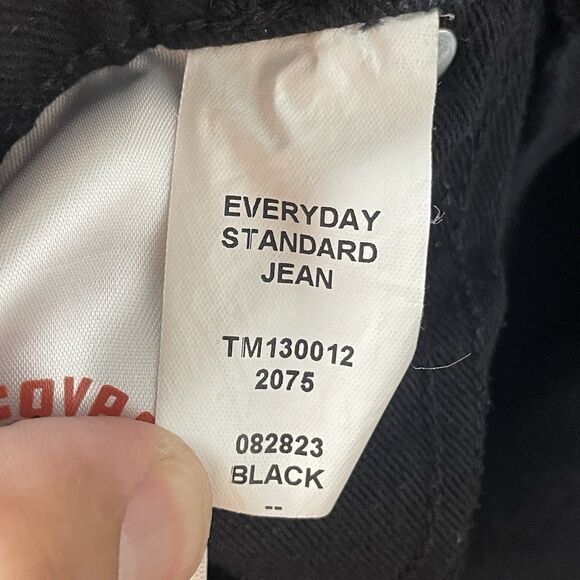 EVERYDAY
STANDARD
JEAN
TM130012
2075
082823
BLACK
--